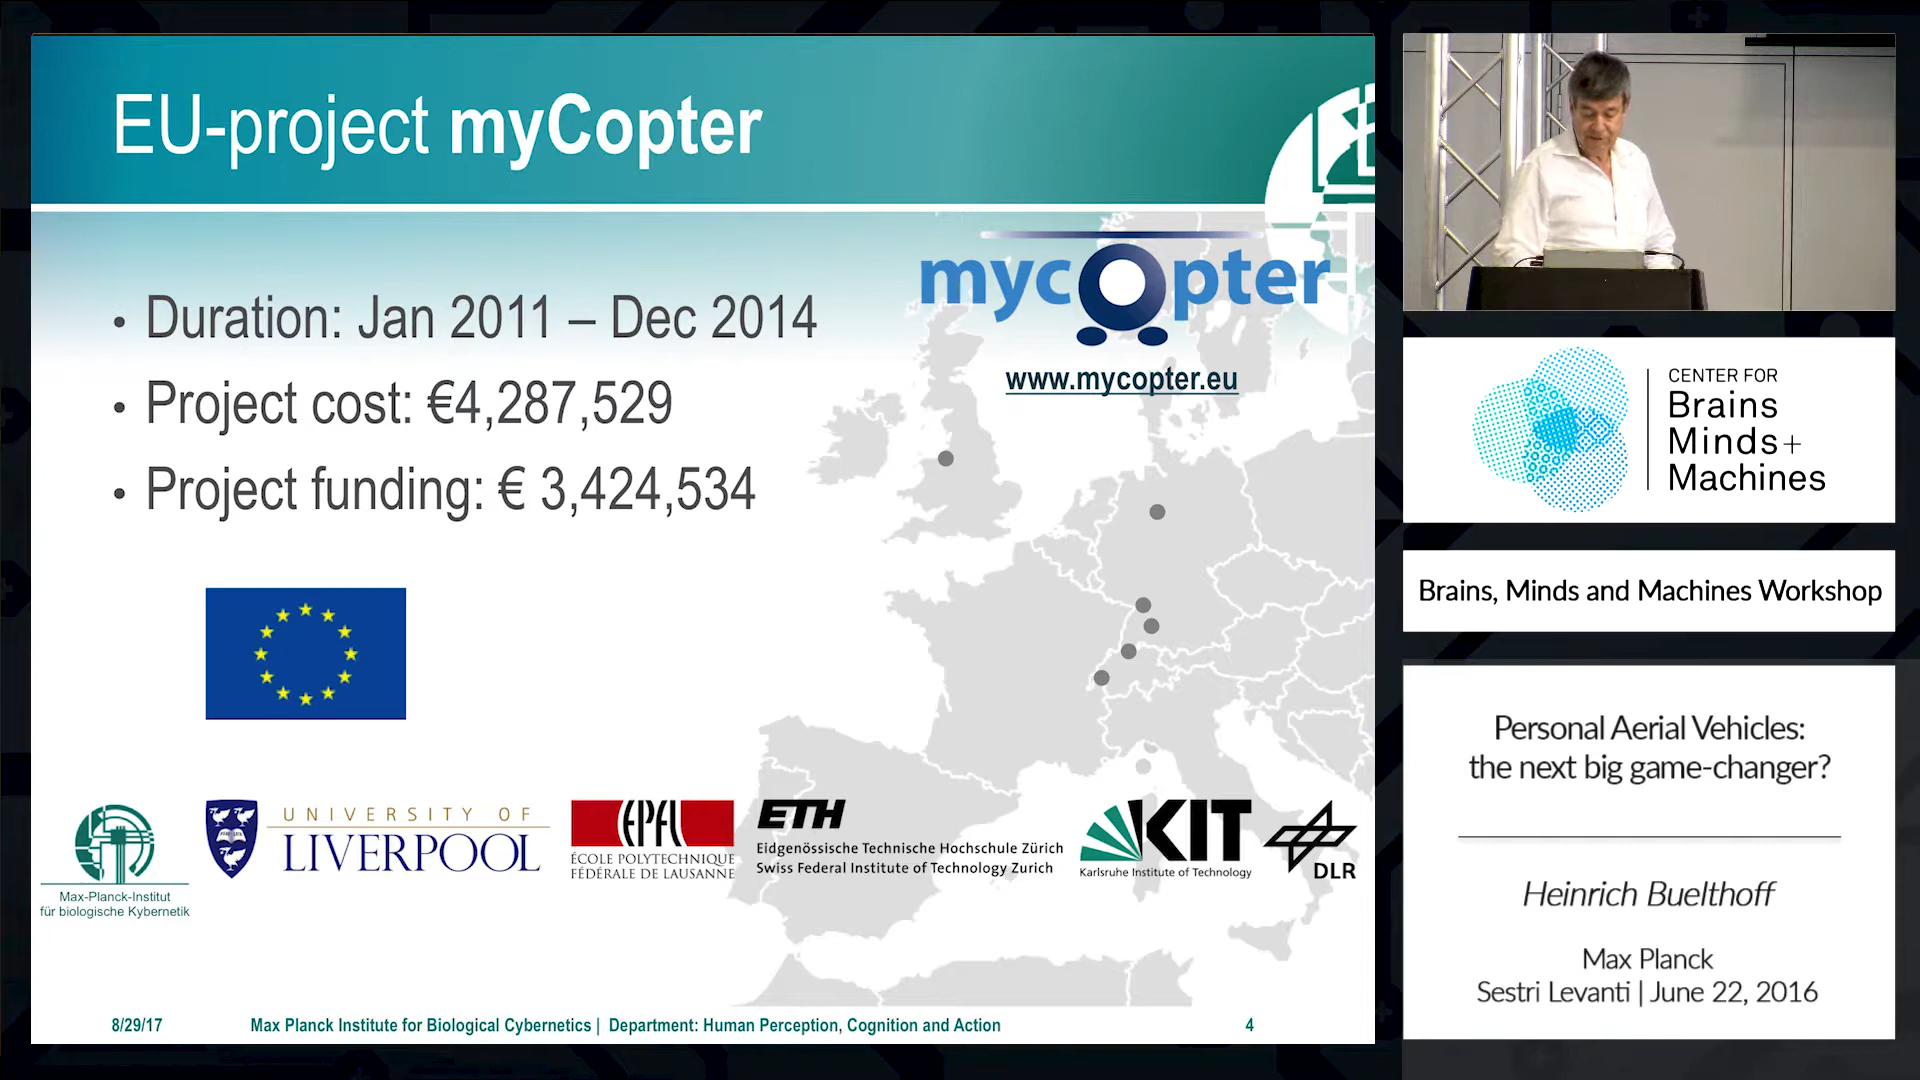 EU-project myCopter
mycopter
www.mycopter.eu
• Duration: Jan 2011 – Dec 2014
• Project cost: €4,287,529
• Project funding: € 3,424,534
Max-Planck-Institut
für biologische Kybernetik
UNIVERSITY OF
LIVERPOOL
EPFL
ÉCOLE POLYTECHNIQUE
FÉDÉRALE DE LAUSANNE
ETH
Eidgenössische Technische Hochschule Zürich
Swiss Federal Institute of Technology Zurich
KIT
Karlsruhe Institute of Technology
DLR
8/29/17
Max Planck Institute for Biological Cybernetics | Department: Human Perception, Cognition and Action
4
CENTER FOR
Brains
Minds+
Machines
Brains, Minds and Machines Workshop
Personal Aerial Vehicles:
the next big game-changer?
Heinrich Buelthoff
Max Planck
Sestri Levanti | June 22, 2016